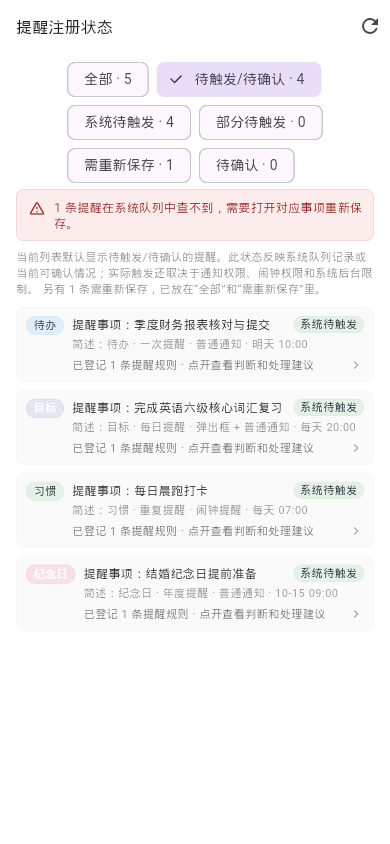 提醒注册状态
全部 · 5
待触发/待确认 · 4
系统待触发 · 4
部分待触发 · 0
需重新保存 · 1
待确认 · 0
1 条提醒在系统队列中查不到，需要打开对应事项重新保
存。
当前列表默认显示待触发/待确认的提醒。此状态反映系统队列记录或
当前可确认情况；实际触发还取决于通知权限、闹钟权限和系统后台限
制。 另有 1 条需重新保存，已放在“全部”和“需重新保存”里。
待办 提醒事项：季度财务报表核对与提交 系统待触发
简述：待办 · 一次提醒 · 普通通知 · 明天 10:00
已登记 1 条提醒规则 · 点开查看判断和处理建议
目标 提醒事项：完成英语六级核心词汇复习 系统待触发
简述：目标 · 每日提醒 · 弹出框 + 普通通知 · 每天 20:00
已登记 1 条提醒规则 · 点开查看判断和处理建议
习惯 提醒事项：每日晨跑打卡 系统待触发
简述：习惯 · 重复提醒 · 闹钟提醒 · 每天 07:00
已登记 1 条提醒规则 · 点开查看判断和处理建议
纪念日 提醒事项：结婚纪念日提前准备 系统待触发
简述：纪念日 · 年度提醒 · 普通通知 · 10-15 09:00
已登记 1 条提醒规则 · 点开查看判断和处理建议